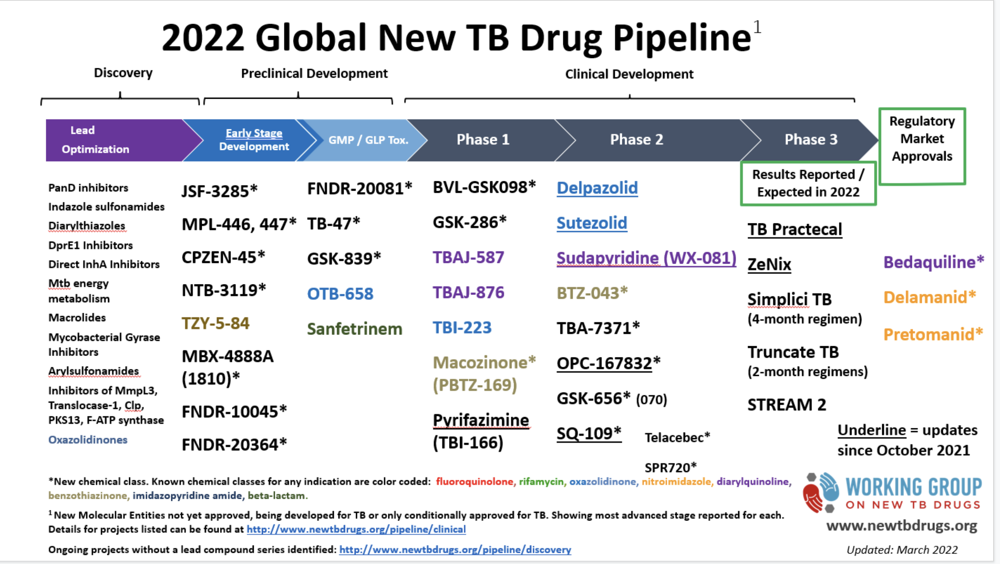 2022 Global New TB Drug Pipeline¹
Discovery
Preclinical Development
Clinical Development
Lead
Optimization
Early Stage
Development
GMP / GLP Tox.
Phase 1
Phase 2
Phase 3
Regulatory
Market
Approvals
Results Reported /
Expected in 2022
PanD inhibitors
Indazole sulfonamides
Diarylthiazoles
DprE1 Inhibitors
Direct InhA Inhibitors
Mtb energy
metabolism
Macrolides
Mycobacterial Gyrase
Inhibitors
Arylsulfonamides
Inhibitors of MmpL3,
Translocase-1, Clp,
PKS13, F-ATP synthase
Oxazolidinones
JSF-3285*
MPL-446, 447*
CPZEN-45*
NTB-3119*
TZY-5-84
MBX-4888A
(1810)*
FNDR-10045*
FNDR-20364*
FNDR-20081*
TB-47*
GSK-839*
OTB-658
Sanfetrinem
BVL-GSK098*
GSK-286*
TBAJ-587
TBAJ-876
TBI-223
Macozinone*
(PBTZ-169)
Pyrifazimine
(TBI-166)
Delpazolid
Sutezolid
Sudapyridine (WX-081)
BTZ-043*
TBA-7371*
OPC-167832*
GSK-656* (070)
SQ-109*
Telacebec*
SPR720*
TB Practecal
ZeNix
Simplici TB
(4-month regimen)
Truncate TB
(2-month regimens)
STREAM 2
Bedaquiline*
Delamanid*
Pretomanid*
Underline = updates
since October 2021
*New chemical class. Known chemical classes for any indication are color coded: fluoroquinolone, rifamycin, oxazolidinone, nitroimidazole, diarylquinoline,
benzothiazinone, imidazopyridine amide, beta-lactam.
¹ New Molecular Entities not yet approved, being developed for TB or only conditionally approved for TB. Showing most advanced stage reported for each.
Details for projects listed can be found at http://www.newtbdrugs.org/pipeline/clinical
Ongoing projects without a lead compound series identified: http://www.newtbdrugs.org/pipeline/discovery
WORKING GROUP
ON NEW TB DRUGS
www.newtbdrugs.org
Updated: March 2022